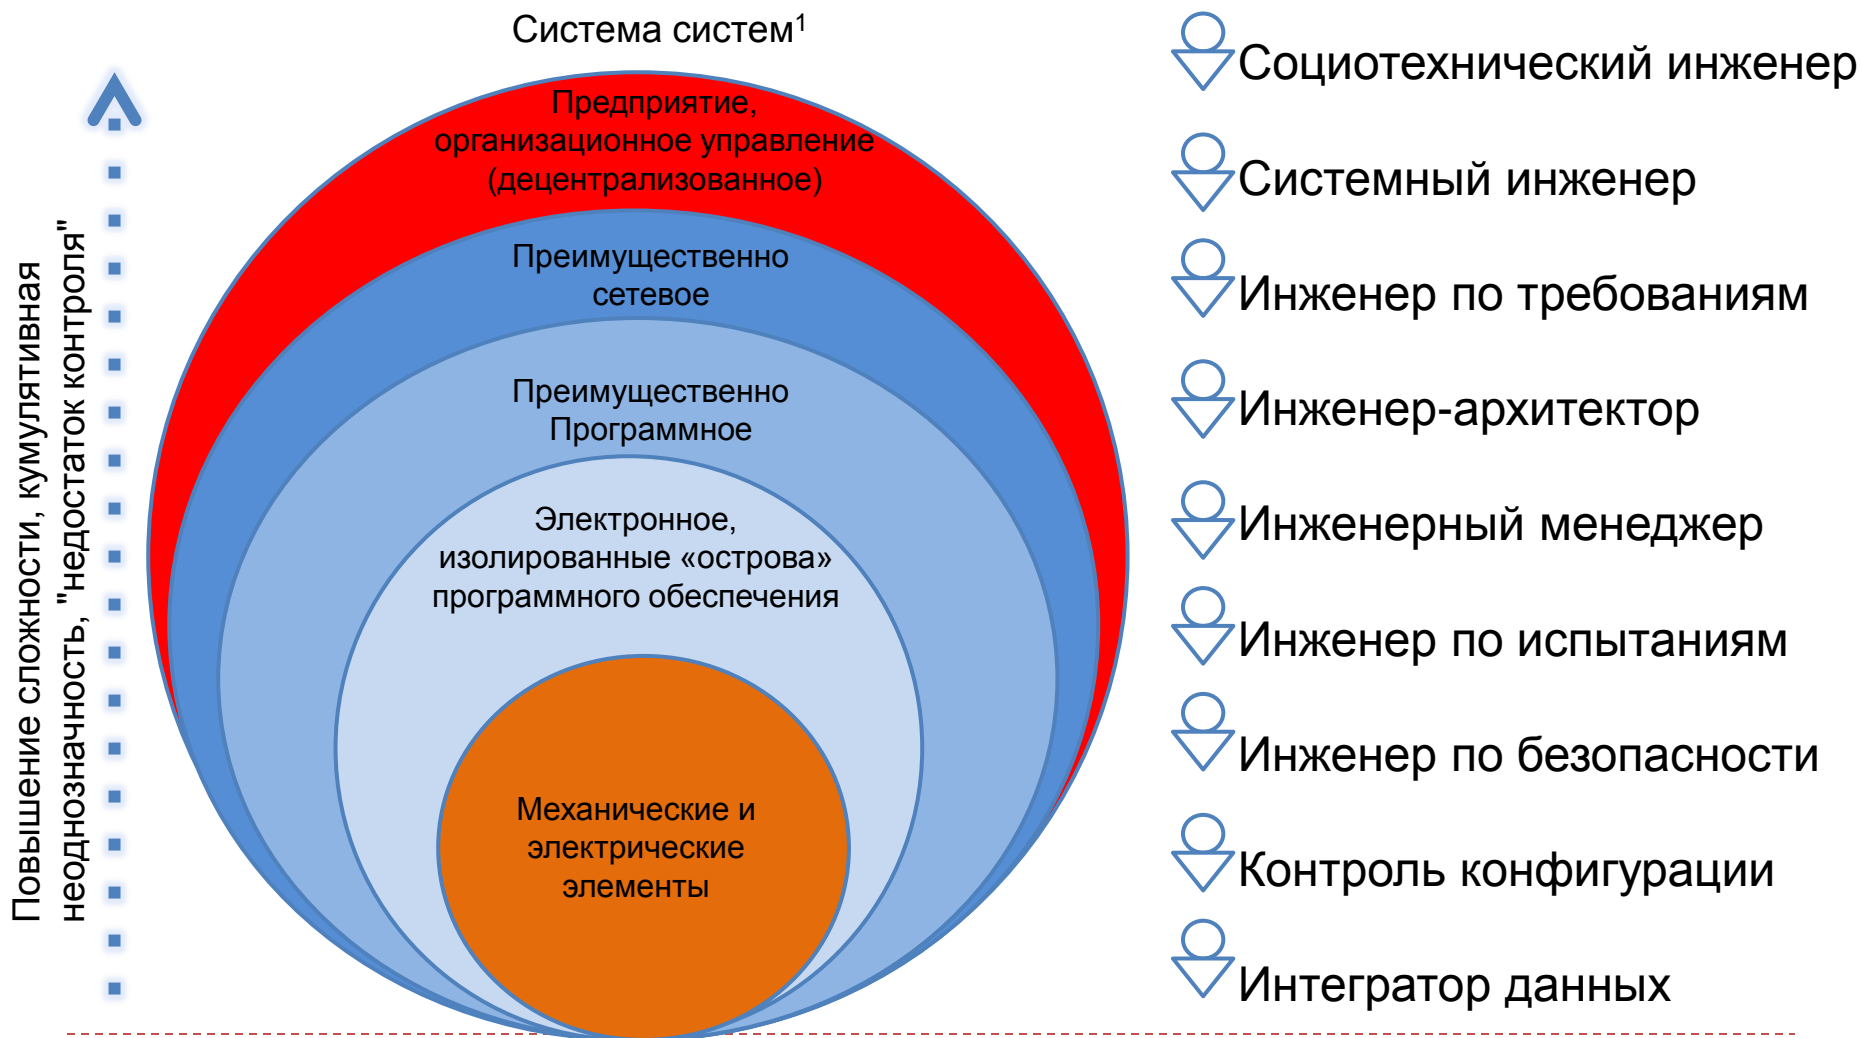 Система систем¹
Предприятие,
организационное управление
(децентрализованное)
Преимущественно
сетевое
Преимущественно
Программное
Электронное,
изолированные «острова»
программного обеспечения
Механические и
электрические
элементы
Повышение сложности, кумулятивная
неоднозначность, "недостаток контроля"
Социотехнический инженер
Системный инженер
Инженер по требованиям
Инженер-архитектор
Инженерный менеджер
Инженер по испытаниям
Инженер по безопасности
Контроль конфигурации
Интегратор данных